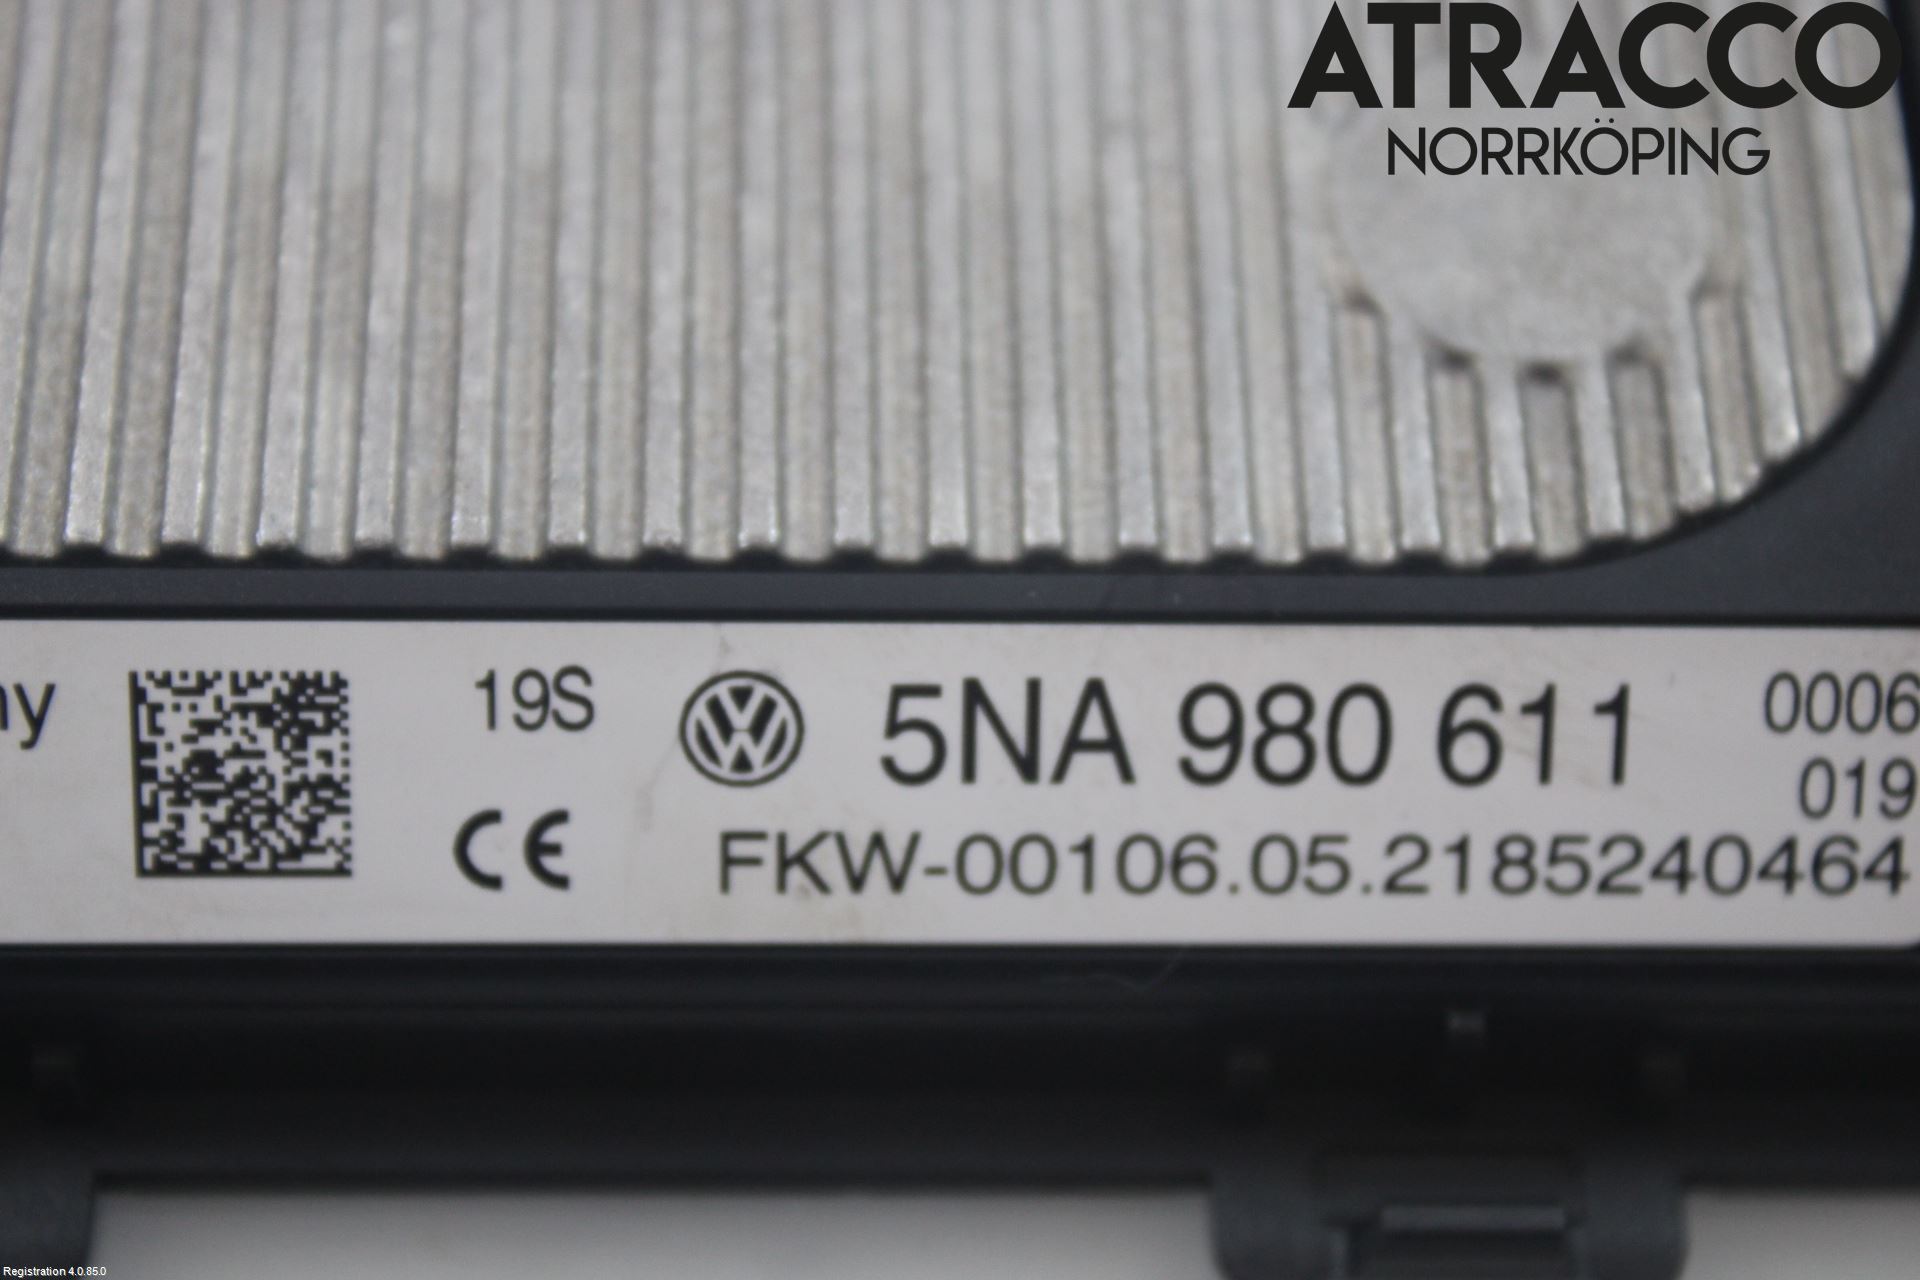 ATRACCO
NORRKÖPING
ny
19S
5NA 980 611
0006
019
CE
FKW-00106.05.2185240464
Registration 4.0.85.0